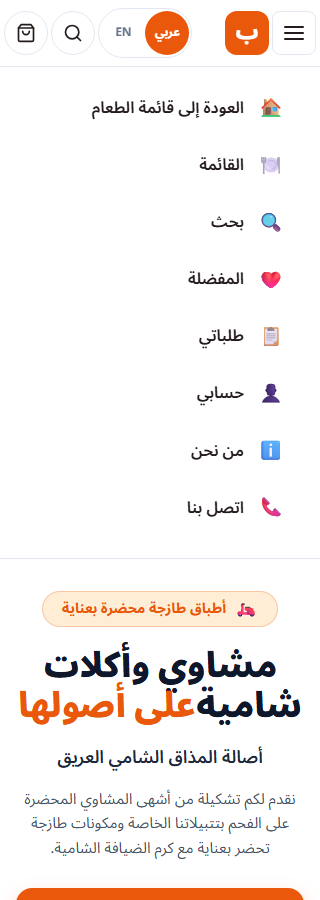 ب
عربي
EN
العودة إلى قائمة الطعام
القائمة
بحث
المفضلة
طلباتي
حسابي
من نحن
اتصل بنا
أطباق طازجة محضرة بعناية
مشاوي وأكلات
شامية على أصولها
أصالة المذاق الشامي العريق
نقدم لكم تشكيلة من أشهى المشاوي المحضرة
على الفحم بتتبيلاتنا الخاصة ومكونات طازجة
تحضر بعناية مع كرم الضيافة الشامية.